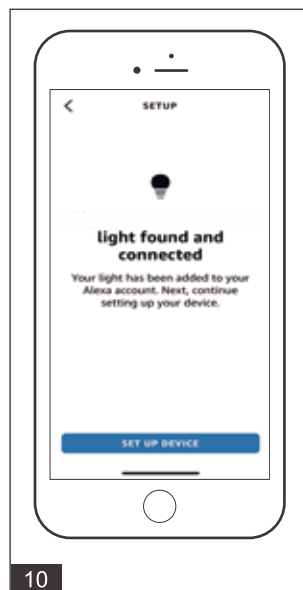 SETUP
light found and
connected
Your light has been added to your
Alexa account. Next, continue
setting up your device.
SET UP DEVICE
10